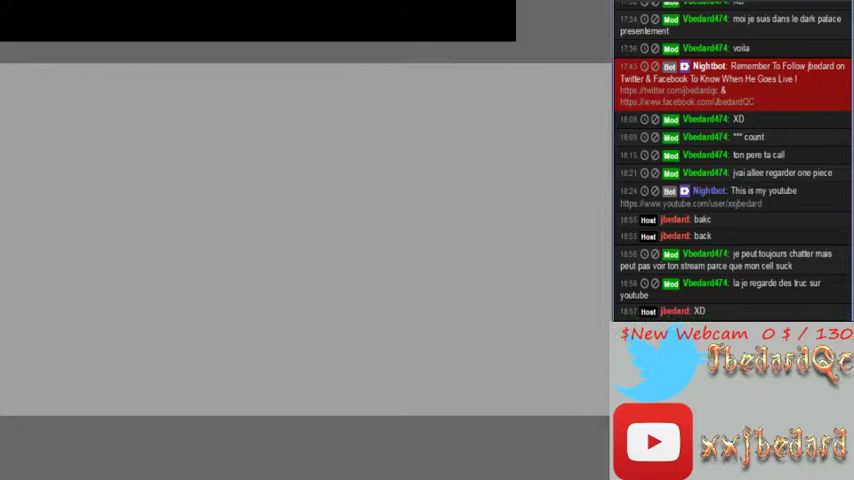 17:34 Mod Vbedard474: moi je suis dans le dark palace
presentement
17:36 Mod Vbedard474: voila
17:43 Bot Nightbot: Remember To Follow jbedard on
Twitter & Facebook To Know When He Goes Live !
https://twitter.com/jbedardqc &
https://www.facebook.com/JbedardQC
18:08 Mod Vbedard474: XD
18:09 Mod Vbedard474: *** count
18:15 Mod Vbedard474: ton pere ta call
18:21 Mod Vbedard474: jvai allee regarder one piece
18:24 Bot Nightbot: This is my youtube
https://www.youtube.com/user/xxjbedard
18:55 Host jbedard: bakc
18:55 Host jbedard: back
18:56 Mod Vbedard474: je peut toujours chatter mais
peut pas voir ton stream parce que mon cell suck
18:56 Mod Vbedard474: la je regarde des truc sur
youtube
18:57 Host jbedard: XD
$New Webcam 0 $ / 130
JbedardQc
xxjbedard